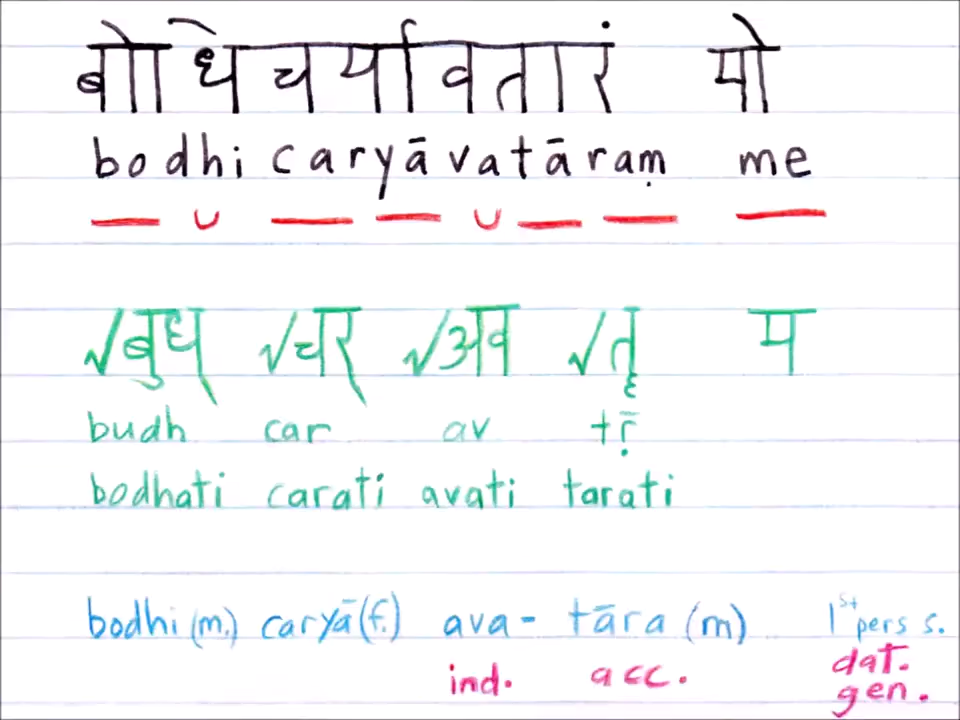 बोधिचर्यावतारं मो
bodhi caryāvatāraṃ me
— ᴗ — — ᴗ — — —
√बुध् √चर् √अव √तॄ म
budh car av tṝ
bodhati carati avati tarati
bodhi (m.) caryā (f.) ava - tāra (m) 1st pers s.
ind. acc. dat.
gen.